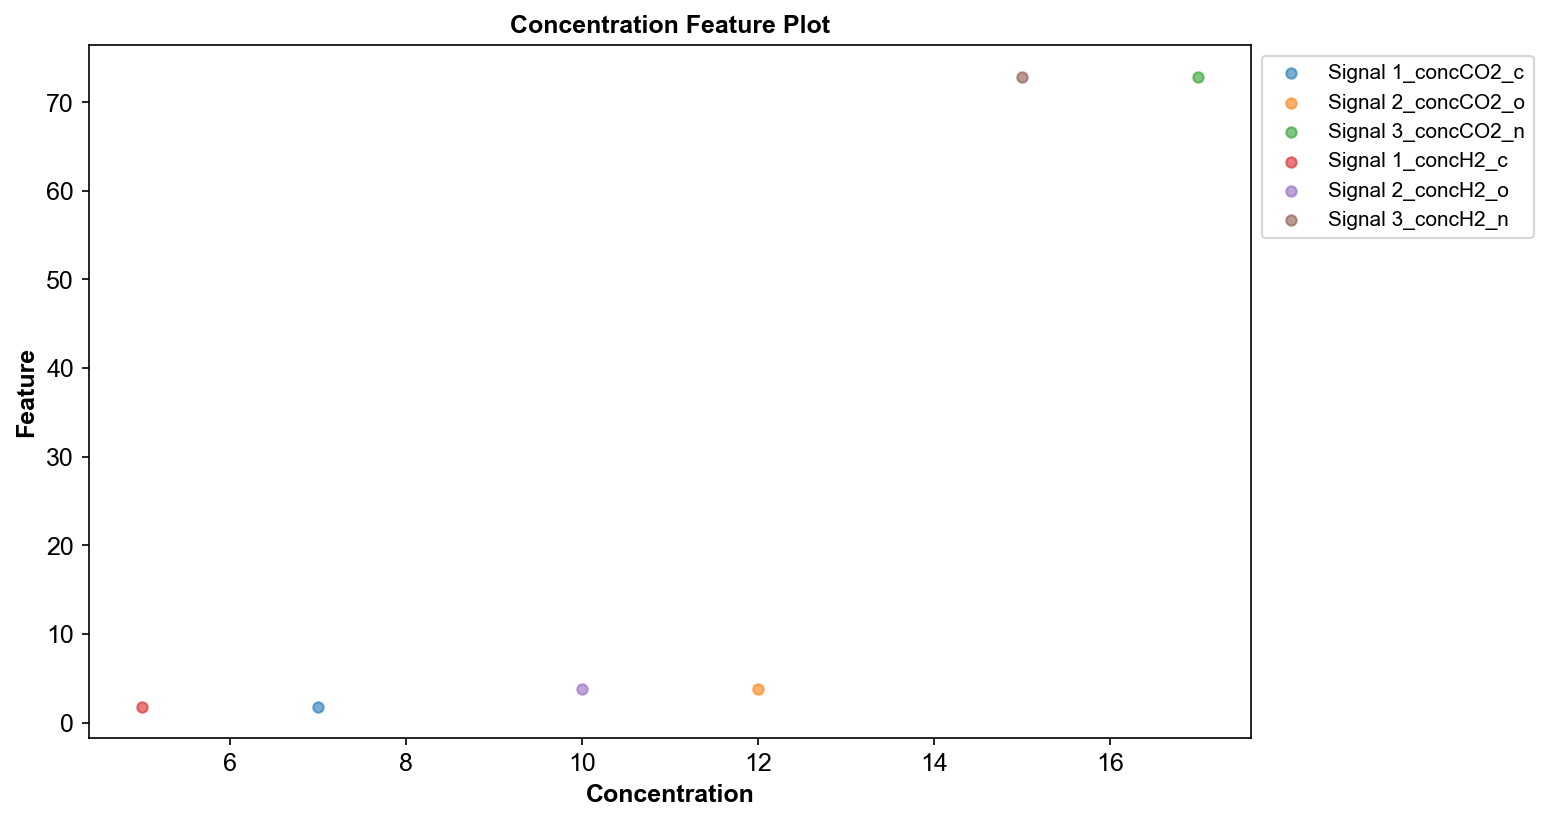 Concentration Feature Plot
Feature
70
60
50
40
30
20
10
0
6 8 10 12 14 16
Concentration
Signal 1_concCO2_c
Signal 2_concCO2_o
Signal 3_concCO2_n
Signal 1_concH2_c
Signal 2_concH2_o
Signal 3_concH2_n